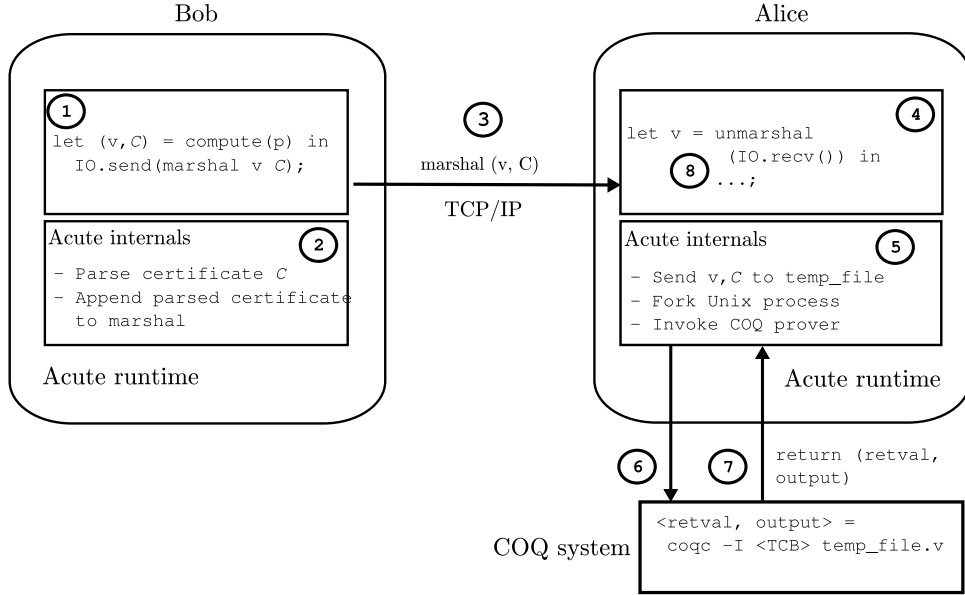 Bob
Alice
1
let (v,C) = compute(p) in
IO.send(marshal v C);
2
Acute internals
- Parse certificate C
- Append parsed certificate
to marshal
Acute runtime
3
marshal (v, C)
TCP/IP
4
let v = unmarshal
(IO.recv()) in
8
...;
Acute internals
5
- Send v,C to temp_file
- Fork Unix process
- Invoke COQ prover
Acute runtime
6
7
return (retval,
output)
COQ system
<retval, output> =
coqc -I <TCB> temp_file.v